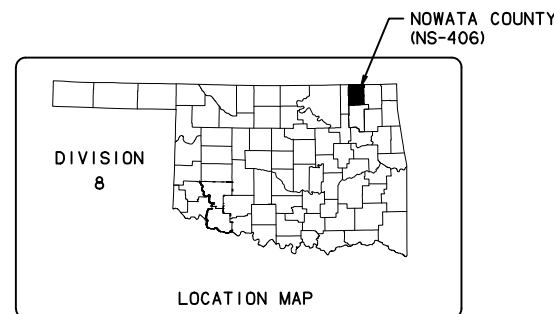 NOWATA COUNTY
(NS-406)
DIVISION
8
LOCATION MAP